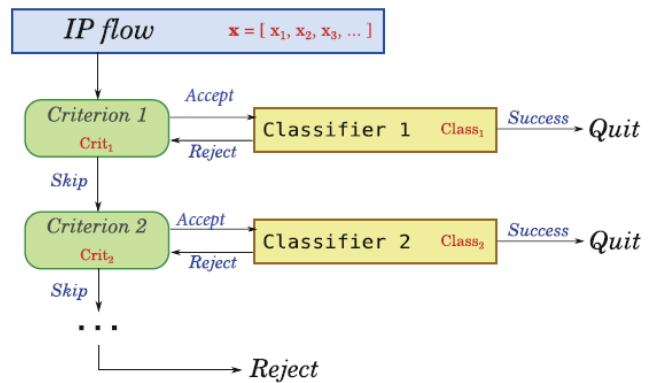 IP flow x = [ x₁, x₂, x₃, ... ]
Accept
Criterion 1
Crit₁
Classifier 1 Class₁
Success
Quit
Reject
Skip
Accept
Criterion 2
Crit₂
Classifier 2 Class₂
Success
Quit
Reject
Skip
...
Reject